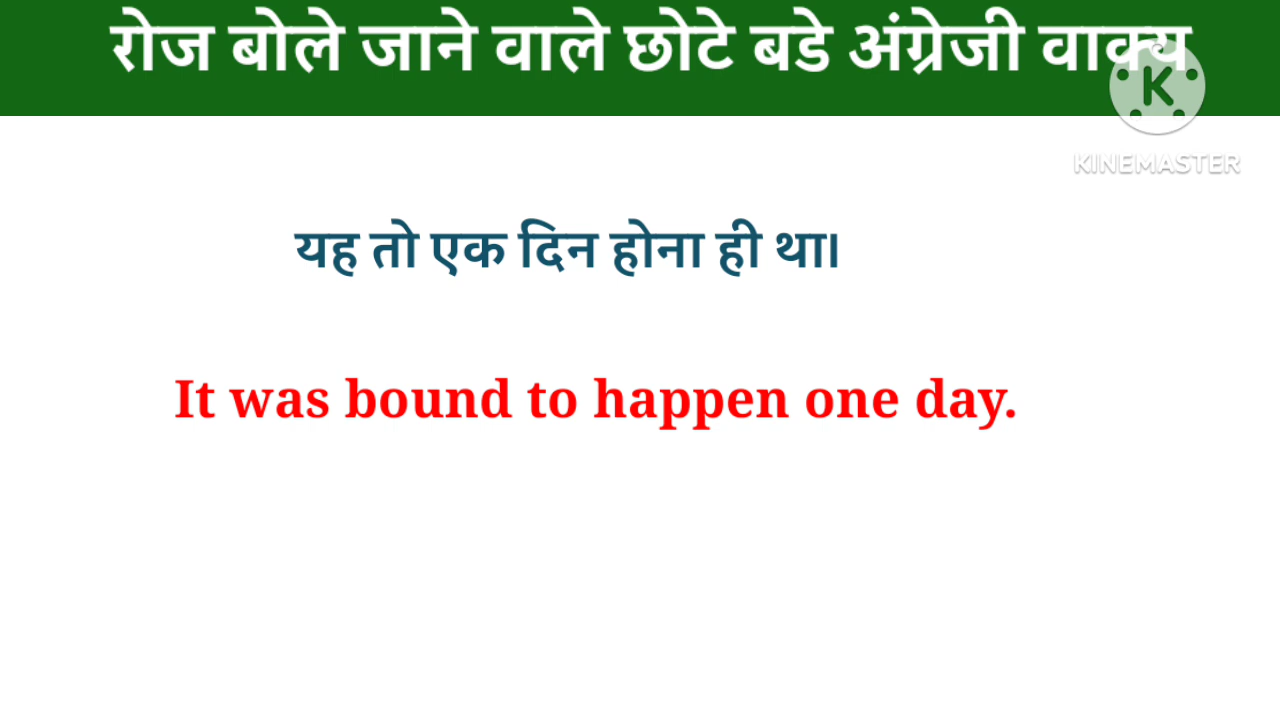 रोज बोले जाने वाले छोटे बडे अंग्रेजी वाक्य
K
KINEMASTER
यह तो एक दिन होना ही था।
It was bound to happen one day.